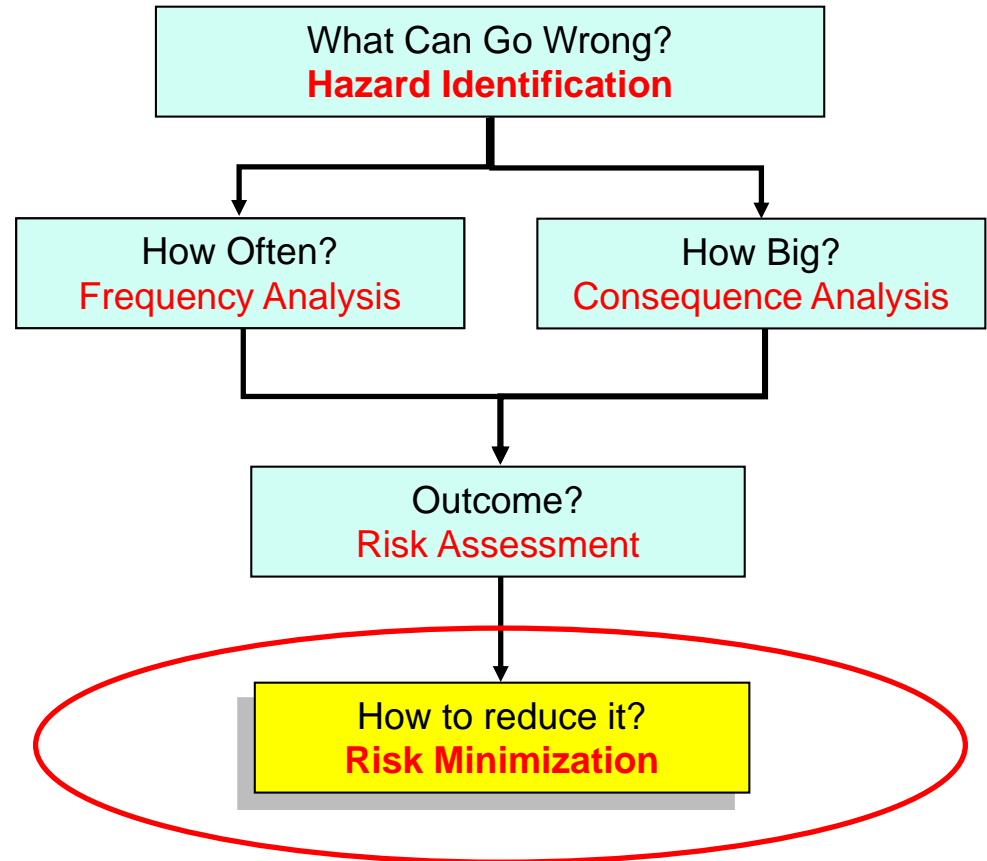 What Can Go Wrong?
Hazard Identification
How Often?
Frequency Analysis
How Big?
Consequence Analysis
Outcome?
Risk Assessment
How to reduce it?
Risk Minimization